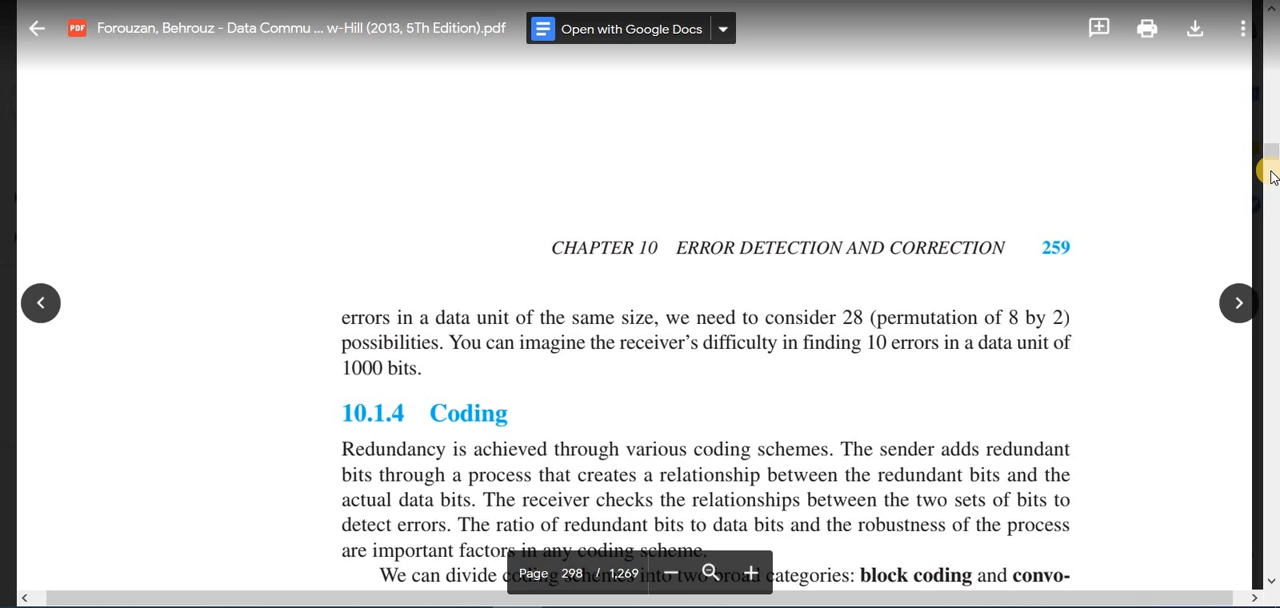 PDF Forouzan, Behrouz - Data Commu ... w-Hill (2013, 5Th Edition).pdf Open with Google Docs
CHAPTER 10 ERROR DETECTION AND CORRECTION 259
errors in a data unit of the same size, we need to consider 28 (permutation of 8 by 2)
possibilities. You can imagine the receiver's difficulty in finding 10 errors in a data unit of
1000 bits.
10.1.4 Coding
Redundancy is achieved through various coding schemes. The sender adds redundant
bits through a process that creates a relationship between the redundant bits and the
actual data bits. The receiver checks the relationships between the two sets of bits to
detect errors. The ratio of redundant bits to data bits and the robustness of the process
are important factors in any coding scheme.
We can divide coding schemes into two broad categories: block coding and convo-
Page 298 / 1,269